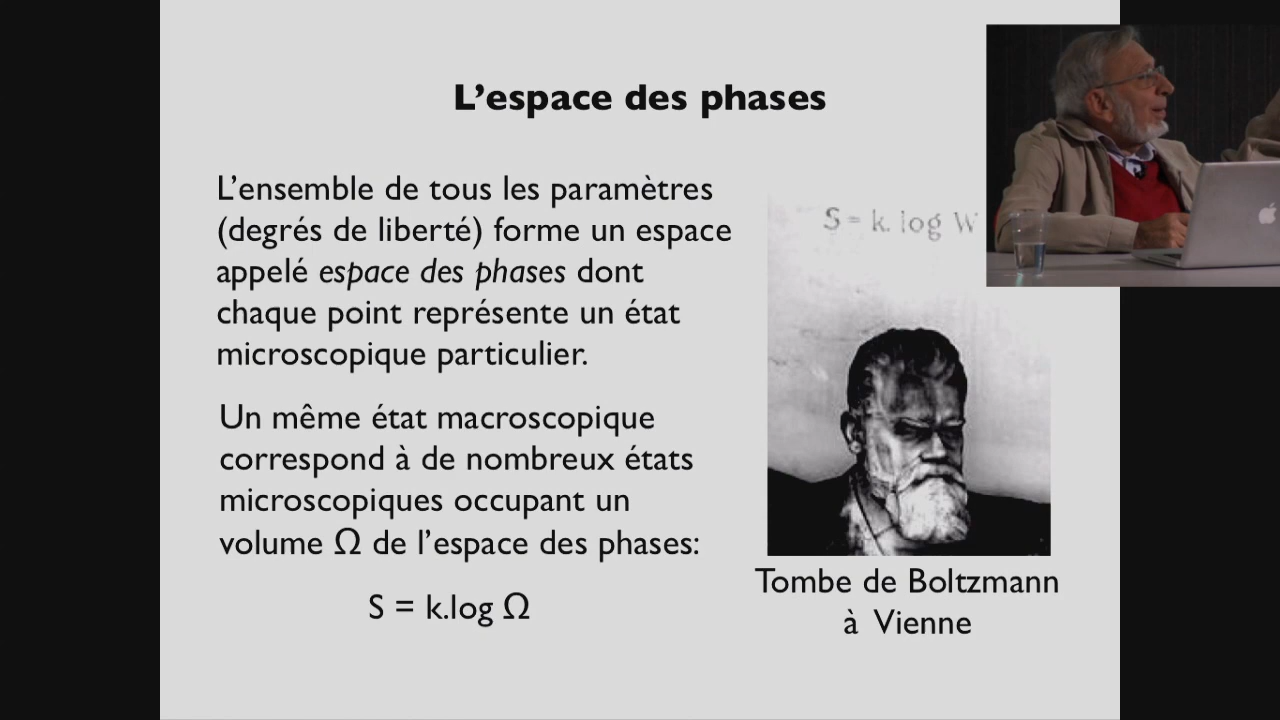 L’espace des phases
L’ensemble de tous les paramètres
(degrés de liberté) forme un espace
appelé espace des phases dont
chaque point représente un état
microscopique particulier.
Un même état macroscopique
correspond à de nombreux états
microscopiques occupant un
volume Ω de l’espace des phases:
S = k.log Ω
S = k. log W
Tombe de Boltzmann
à Vienne